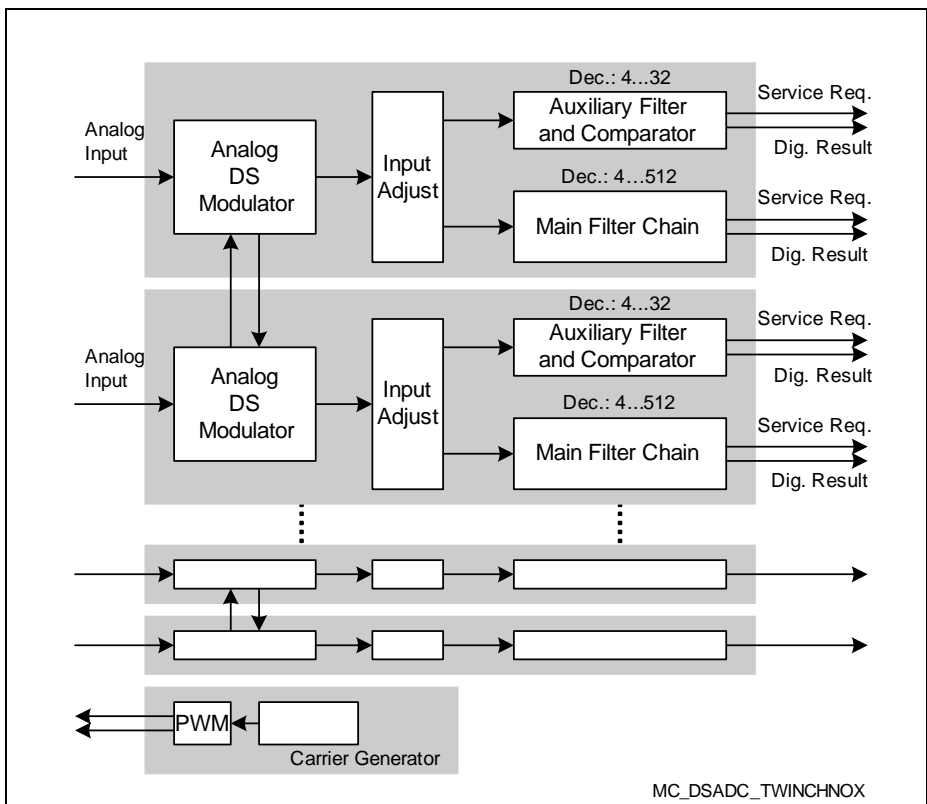 Dec.: 4...32
Service Req.
Auxiliary Filter
and Comparator
Analog
Input
Analog
DS
Modulator
Input
Adjust
Dig. Result
Dec.: 4...512
Service Req.
Main Filter Chain
Dig. Result
Dec.: 4...32
Service Req.
Auxiliary Filter
and Comparator
Analog
Input
Analog
DS
Modulator
Input
Adjust
Dig. Result
Dec.: 4...512
Service Req.
Main Filter Chain
Dig. Result
PWM
Carrier Generator
MC_DSADC_TWINCHNOX